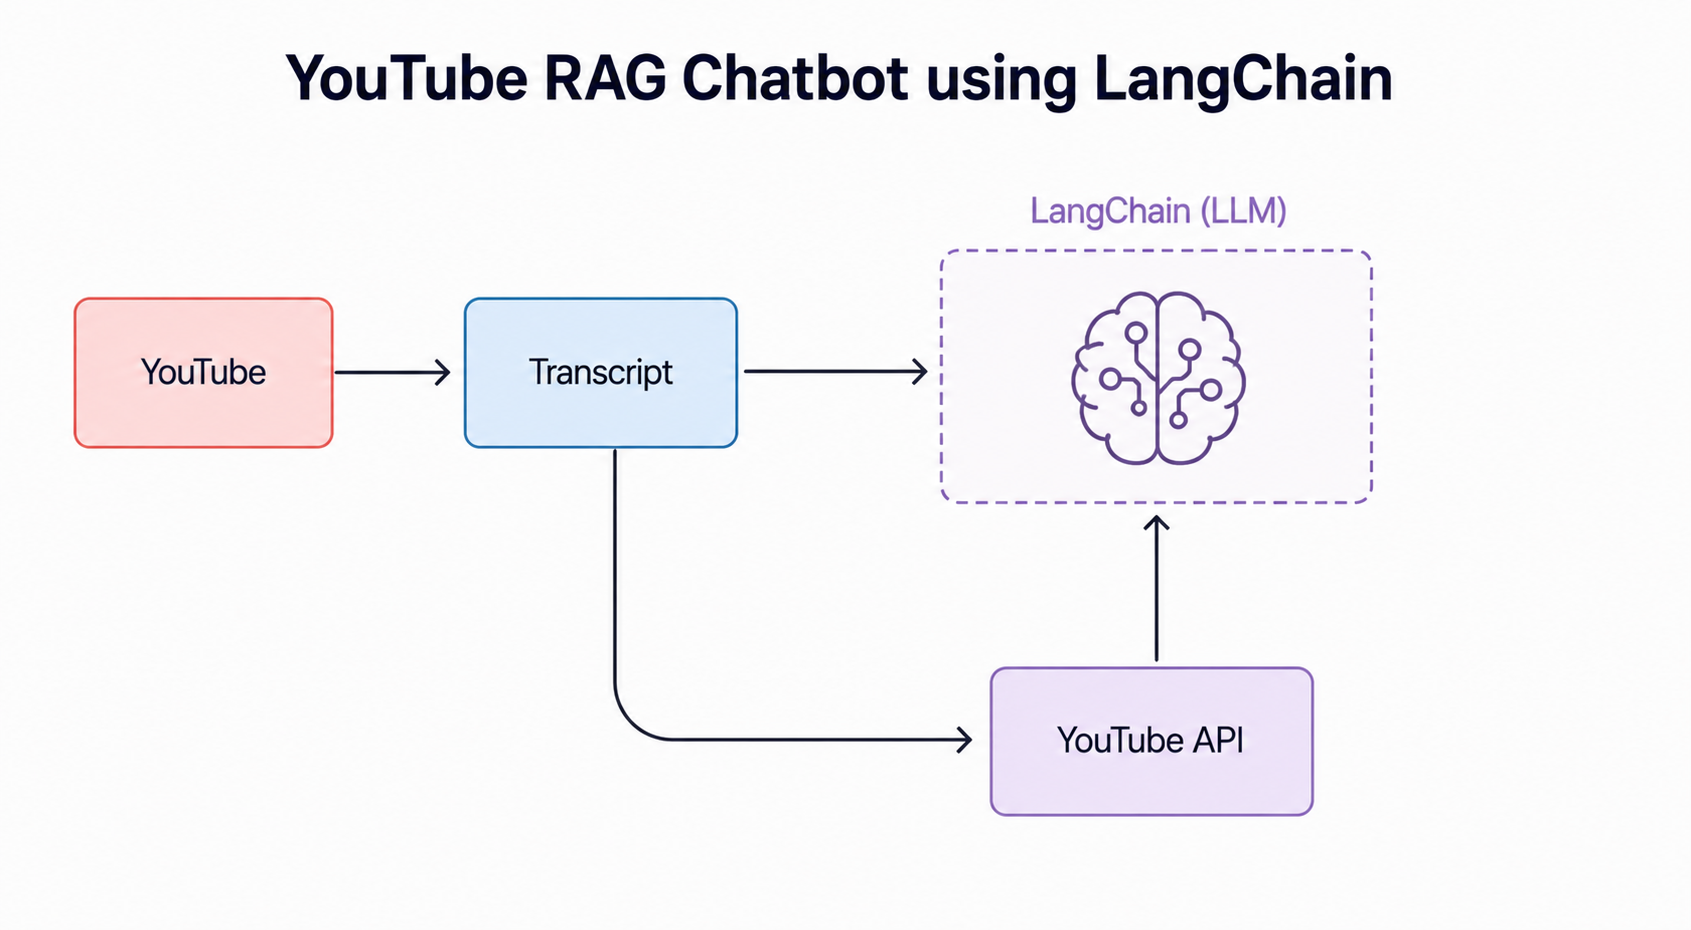 YouTube RAG Chatbot using LangChain
LangChain (LLM)
YouTube
Transcript
YouTube API